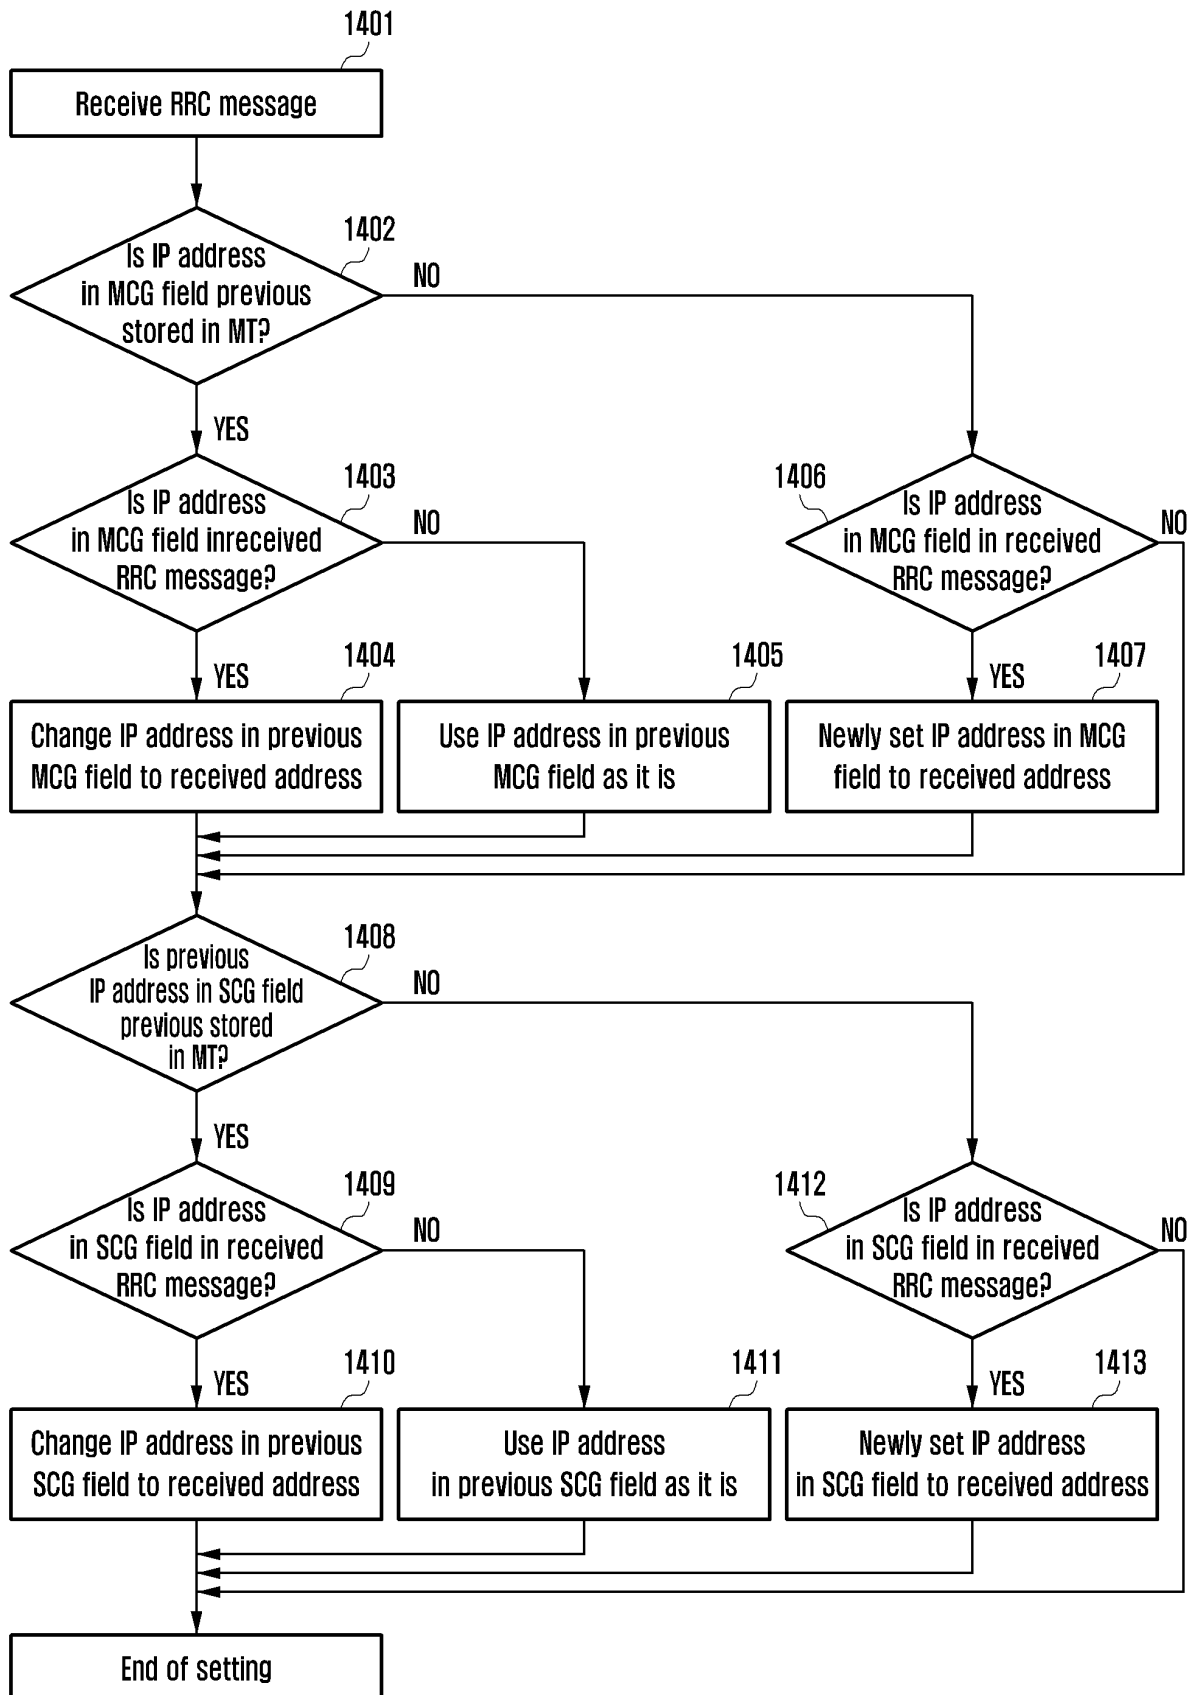 1401
Receive RRC message
1402
Is IP address
in MCG field previous
stored in MT?
NO
YES
1403
Is IP address
in MCG field inreceived
RRC message?
NO
1406
Is IP address
in MCG field in received
RRC message?
NO
YES
1404
Change IP address in previous
MCG field to received address
1405
Use IP address in previous
MCG field as it is
YES
1407
Newly set IP address in MCG
field to received address
1408
Is previous
IP address in SCG field
previous stored
in MT?
NO
YES
1409
Is IP address
in SCG field in received
RRC message?
NO
1412
Is IP address
in SCG field in received
RRC message?
NO
YES
1410
Change IP address in previous
SCG field to received address
1411
Use IP address
in previous SCG field as it is
YES
1413
Newly set IP address
in SCG field to received address
End of setting